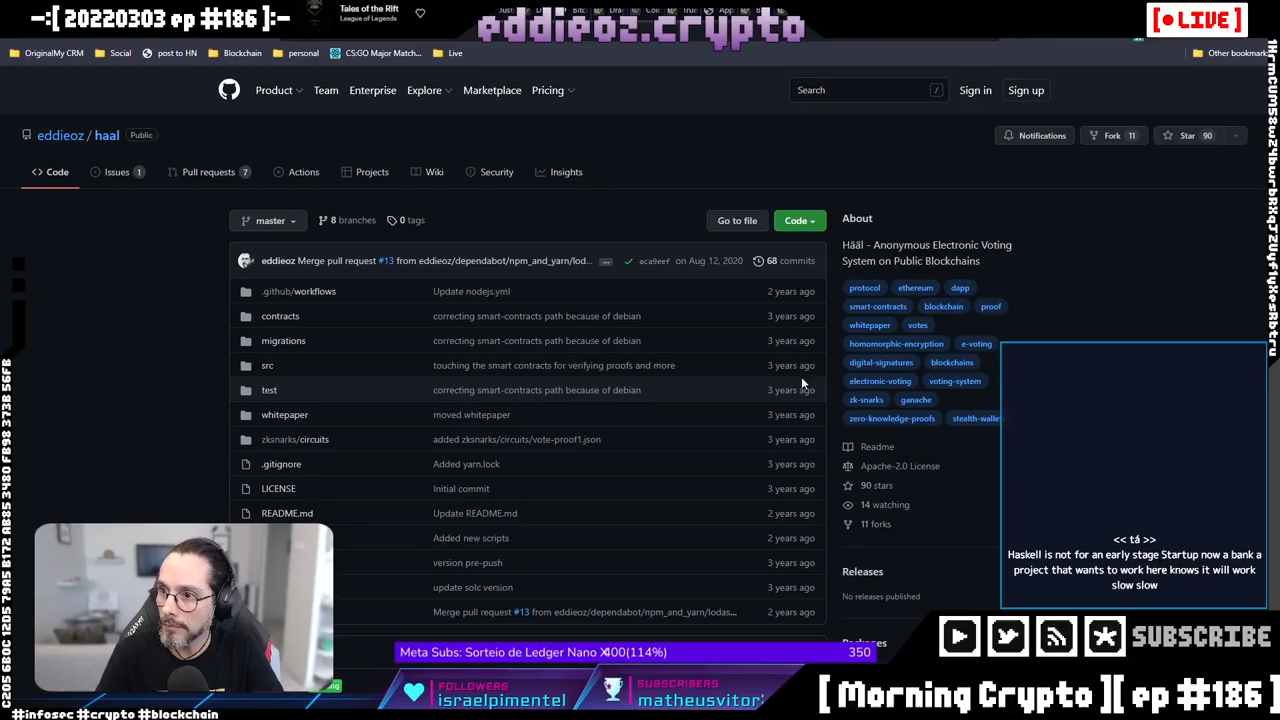 -:[ 20220303 ep #186 ]:-
Tales of the Rift
League of Legends
eddieoz.crypto
[● LIVE]
OriginalMy CRM
Social
post to HN
Blockchain
personal
CS:GO Major Match...
Live
Other bookmark
Product
Team
Enterprise
Explore
Marketplace
Pricing
Search
/
Sign in
Sign up
eddieoz / haal
Public
Notifications
Fork 11
Star 90
<> Code
Issues 1
Pull requests 7
Actions
Projects
Wiki
Security
Insights
master
8 branches
0 tags
Go to file
Code
eddieoz Merge pull request #13 from eddieoz/dependabot/npm_and_yarn/lod... ... aca9eef on Aug 12, 2020 68 commits
.github/workflows Update nodejs.yml 2 years ago
contracts correcting smart-contracts path because of debian 3 years ago
migrations correcting smart-contracts path because of debian 3 years ago
src touching the smart contracts for verifying proofs and more 3 years ago
test correcting smart-contracts path because of debian 3 years ago
whitepaper moved whitepaper 3 years ago
zksnarks/circuits added zksnarks/circuits/vote-proof1.json 3 years ago
.gitignore Added yarn.lock 3 years ago
LICENSE Initial commit 3 years ago
README.md Update README.md 2 years ago
Added new scripts 2 years ago
version pre-push 3 years ago
update solc version 3 years ago
Merge pull request #13 from eddieoz/dependabot/npm_and_yarn/lodas... 2 years ago
About
Hääl - Anonymous Electronic Voting
System on Public Blockchains
protocol ethereum dapp
smart-contracts blockchain proof
whitepaper votes
homomorphic-encryption e-voting
digital-signatures blockchains
electronic-voting voting-system
zk-snarks ganache
zero-knowledge-proofs stealth-walle
Readme
Apache-2.0 License
90 stars
14 watching
11 forks
Releases
No releases published
<< tá >>
Haskell is not for an early stage Startup now a bank a
project that wants to work here knows it will work
slow slow
Meta Subs: Sorteio de Ledger Nano X
400(114%)
350
FOLLOWERS
israelpimentel
SUBSCRIBERS
matheusvitor
SUBSCRIBE
[ Morning Crypto ][ ep #186 ]
#infosec #crypto #blockchain